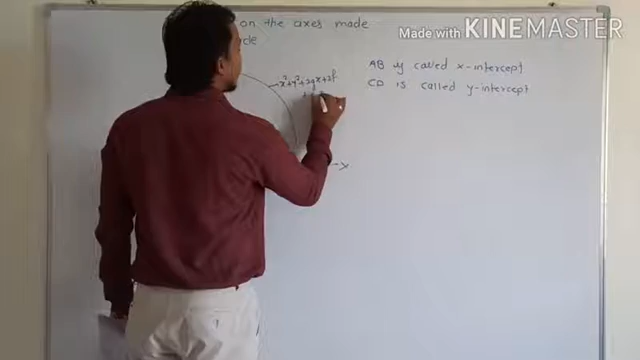 on the axes made
Made with KINEMASTER
cle
AB is called x-intercept
CD is called y-intercept
x²+y²+2gx+2f
x